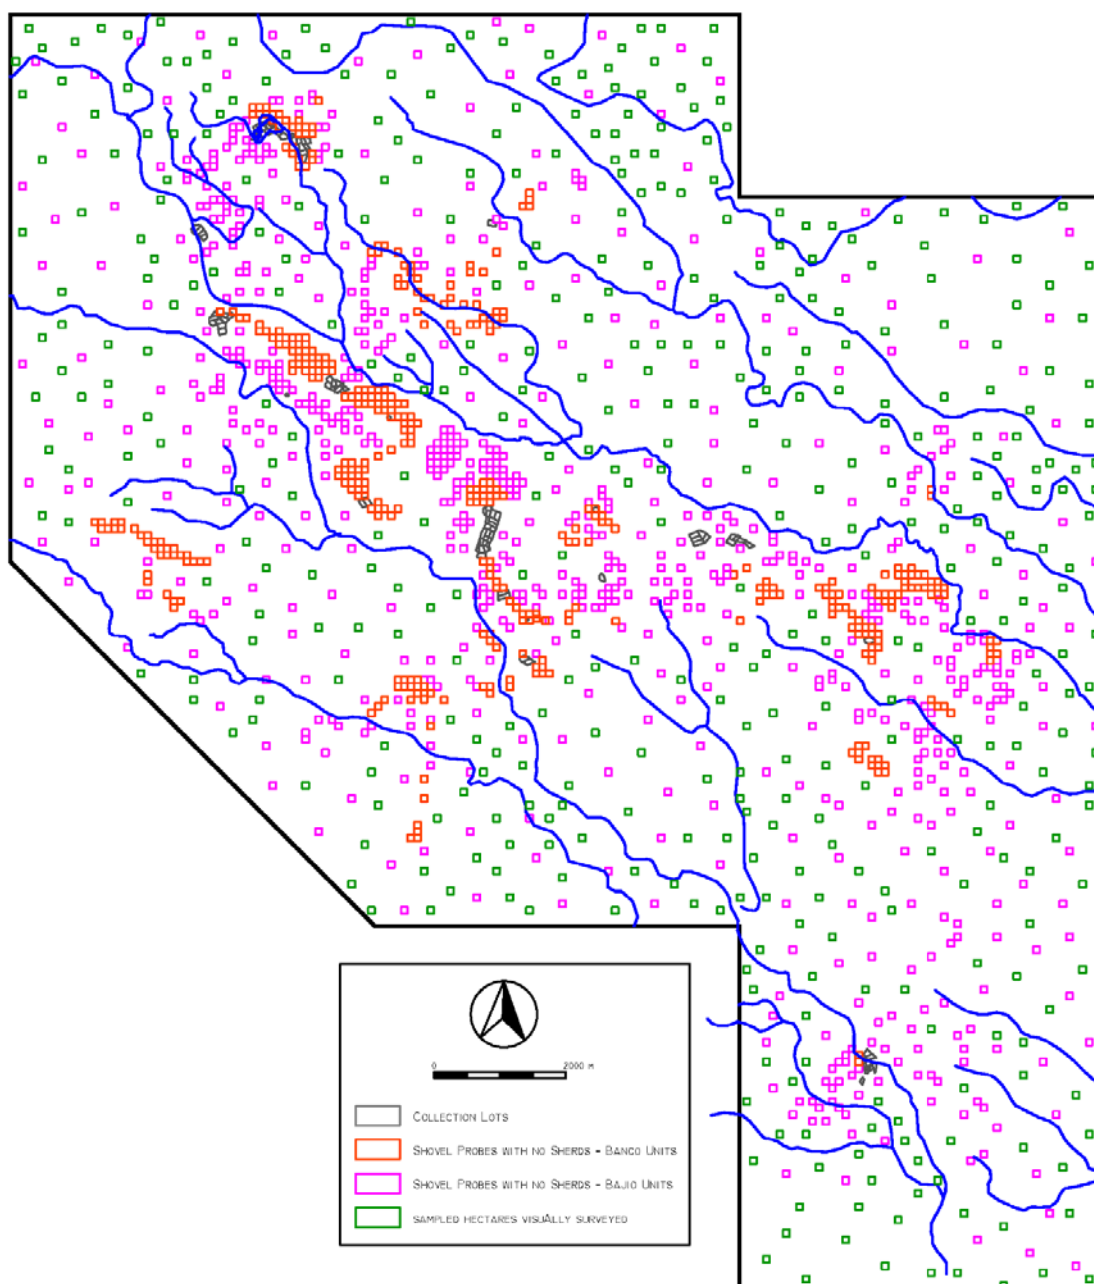 0 2000 m
COLLECTION LOTS
SHOVEL PROBES WITH NO SHERDS - BANCO UNITS
SHOVEL PROBES WITH NO SHERDS - BAJIO UNITS
SAMPLED HECTARES VISUALLY SURVEYED